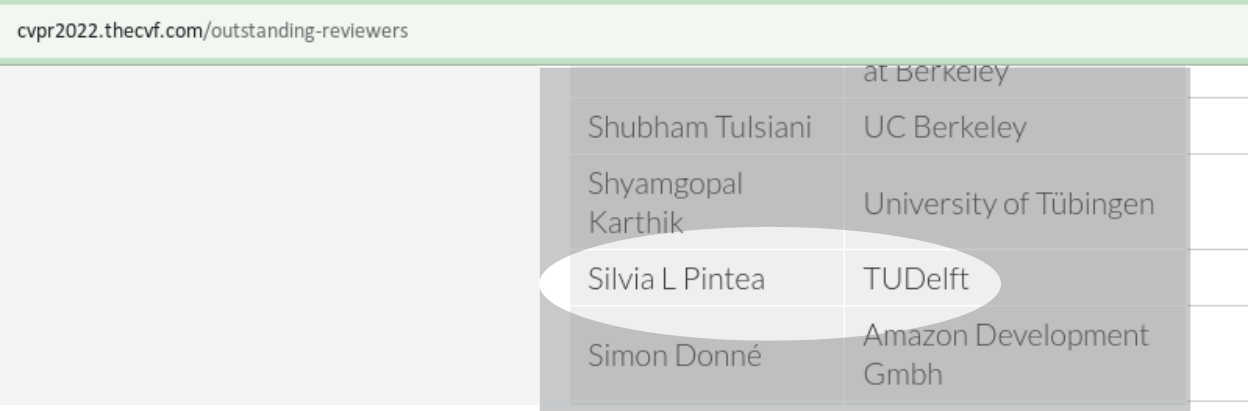 cvpr2022.thecvf.com/outstanding-reviewers
at Berkeley
Shubham Tulsiani UC Berkeley
Shyamgopal
Karthik
University of Tübingen
Silvia L Pintea TUDelft
Simon Donné
Amazon Development
Gmbh